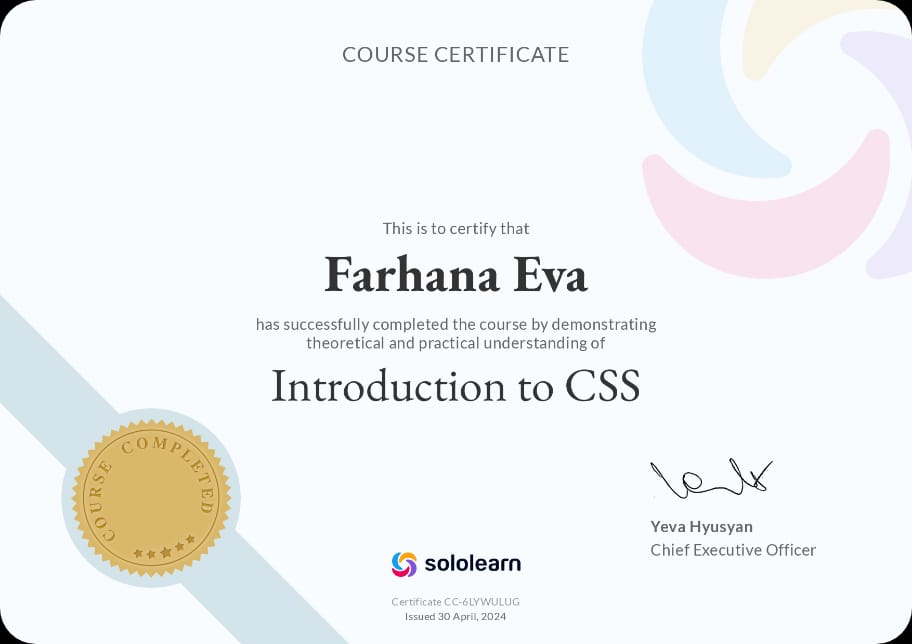 COURSE CERTIFICATE
This is to certify that
Farhana Eva
has successfully completed the course by demonstrating
theoretical and practical understanding of
Introduction to CSS
COURSE COMPLETED
Yeva Hyusyan
Chief Executive Officer
sololearn
Certificate CC-6LYWULUG
Issued 30 April, 2024